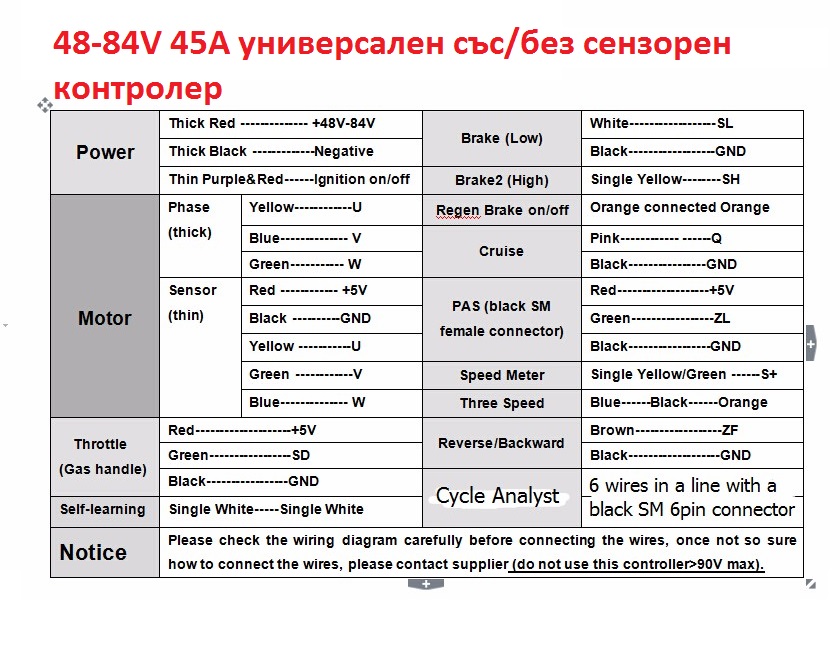 48-84V 45A универсален със/без сензорен
контролер
Power
Thick Red -------------- +48V-84V
Thick Black -------------Negative
Thin Purple&Red------Ignition on/off
Motor
Phase
(thick)
Yellow------------U
Blue-------------- V
Green----------- W
Sensor
(thin)
Red ------------ +5V
Black ----------GND
Yellow -----------U
Green ------------V
Blue-------------- W
Throttle
(Gas handle)
Red--------------------+5V
Green-----------------SD
Black-----------------GND
Self-learning
Single White-----Single White
Brake (Low)
White------------------SL
Black------------------GND
Brake2 (High)
Single Yellow--------SH
Regen Brake on/off
Orange connected Orange
Cruise
Pink------------ ------Q
Black----------------GND
PAS (black SM
female connector)
Red-------------------+5V
Green-----------------ZL
Black-----------------GND
Speed Meter
Single Yellow/Green ------S+
Three Speed
Blue------Black------Orange
Reverse/Backward
Brown------------------ZF
Black-------------------GND
Cycle Analyst
6 wires in a line with a
black SM 6pin connector
Notice
Please check the wiring diagram carefully before connecting the wires, once not so sure
how to connect the wires, please contact supplier (do not use this controller>90V max).